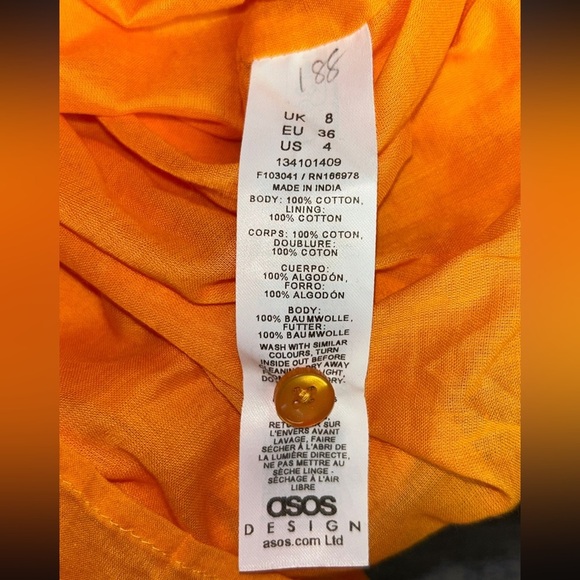 188
UK 8
EU 36
US 4
134101409
F103041 / RN166978
MADE IN INDIA
BODY: 100% COTTON,
LINING:
100% COTTON
CORPS: 100% COTON,
DOUBLURE:
100% COTON
CUERPO:
100% ALGODÓN,
FORRO:
100% ALGODÓN
BODY:
100% BAUMWOLLE,
FUTTER:
100% BAUMWOLLE
WASH WITH SIMILAR
COLOURS, TURN
INSIDE OUT BEFORE
AWAY
L'ENVERS AVANT
LAVAGE, FAIRE
SÉCHER À L'ABRI DE
LA LUMIÈRE DIRECTE,
NE PAS METTRE AU
SÈCHE LINGE -
SÉCHAGE À L'AIR
LIBRE
asos
DESIGN
asos.com Ltd